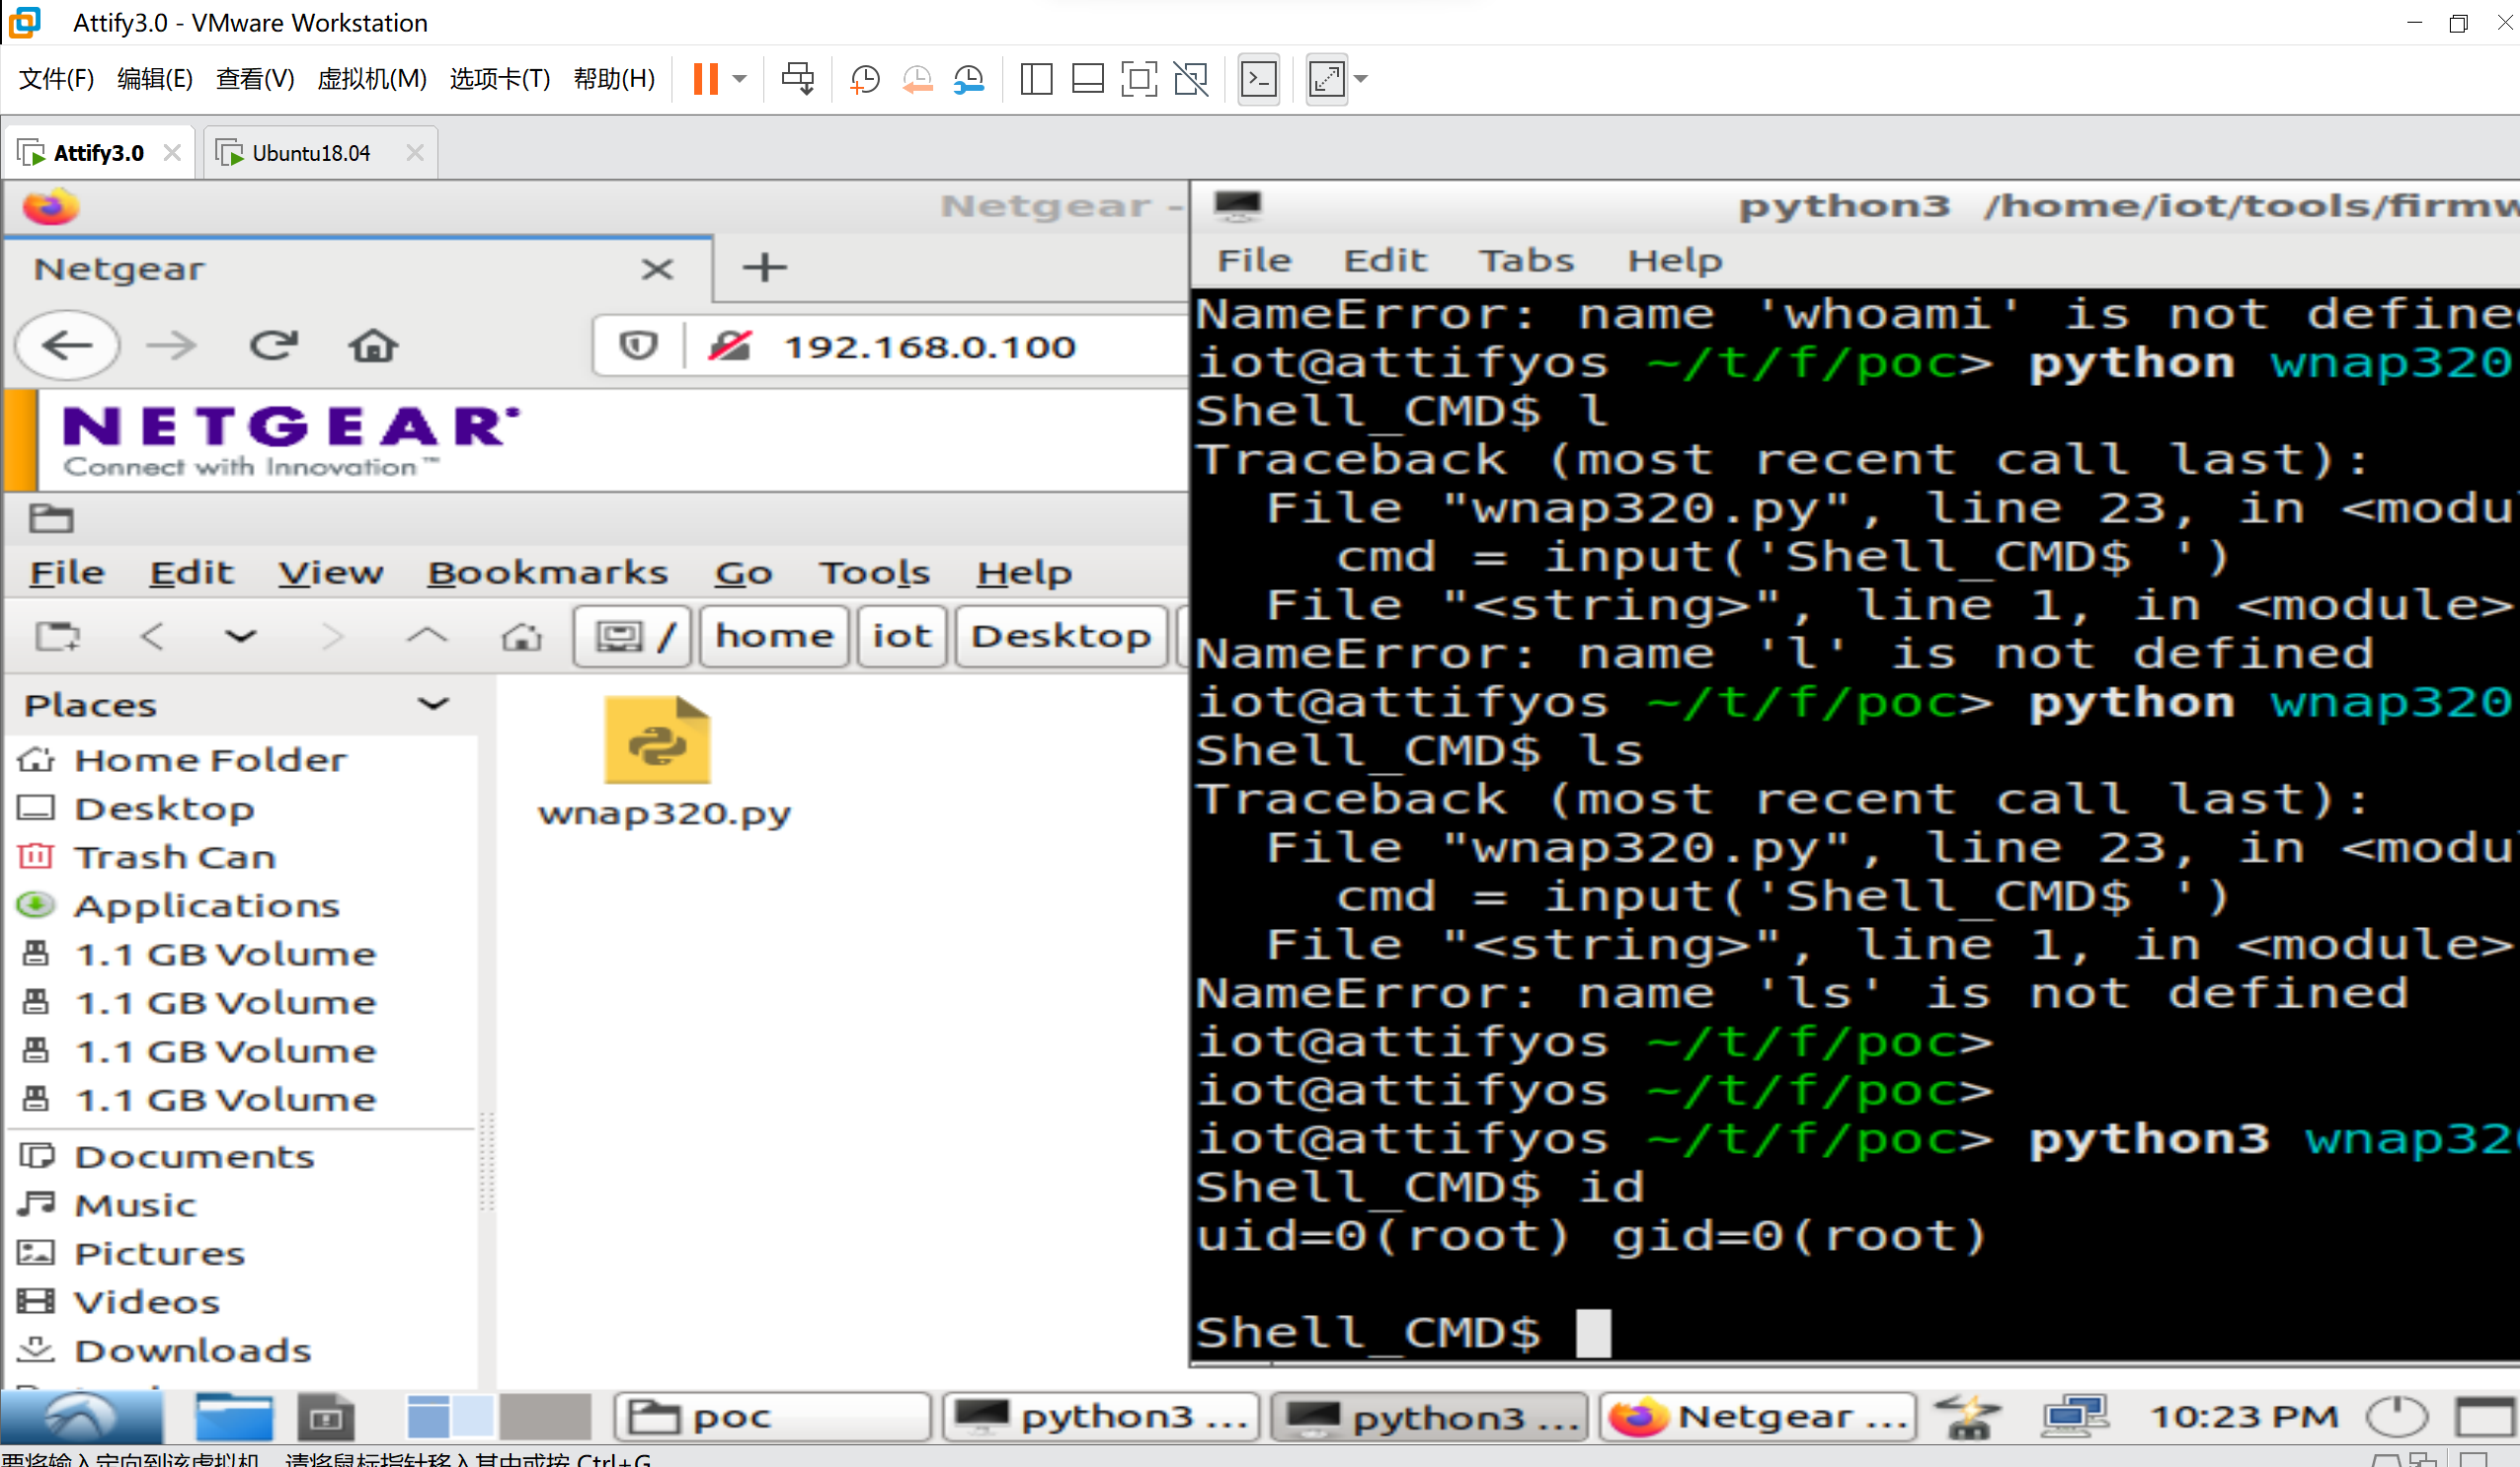 Attify3.0 - VMware Workstation
文件(F) 编辑(E) 查看(V) 虚拟机(M) 选项卡(T) 帮助(H)
Attify3.0 Ubuntu18.04
Netgear -
Netgear
192.168.0.100
NETGEAR
Connect with Innovation™
File Edit View Bookmarks Go Tools Help
/ home iot Desktop
Places
Home Folder
Desktop
Trash Can
Applications
1.1 GB Volume
1.1 GB Volume
1.1 GB Volume
1.1 GB Volume
Documents
Music
Pictures
Videos
Downloads
wnap320.py
python3 /home/iot/tools/firmw
File Edit Tabs Help
NameError: name 'whoami' is not define
iot@attifyos ~/t/f/poc> python wnap320
Shell_CMD$ l
Traceback (most recent call last):
File "wnap320.py", line 23, in <modu
cmd = input('Shell_CMD$ ')
File "<string>", line 1, in <module>
NameError: name 'l' is not defined
iot@attifyos ~/t/f/poc> python wnap320
Shell_CMD$ ls
Traceback (most recent call last):
File "wnap320.py", line 23, in <modu
cmd = input('Shell_CMD$ ')
File "<string>", line 1, in <module>
NameError: name 'ls' is not defined
iot@attifyos ~/t/f/poc>
iot@attifyos ~/t/f/poc>
iot@attifyos ~/t/f/poc> python3 wnap32
Shell_CMD$ id
uid=0(root) gid=0(root)
Shell_CMD$
poc python3 ... python3 ... Netgear ... 10:23 PM
要将输入定向到该虚拟机，请将鼠标指针移入其中或按 Ctrl+G。